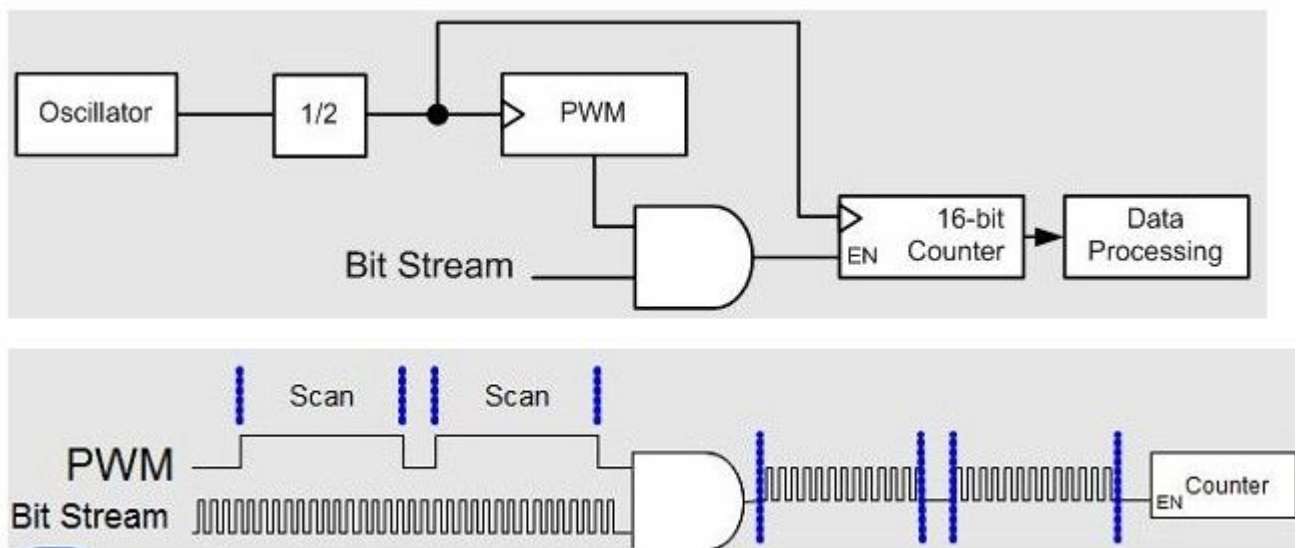 Oscillator
1/2
PWM
Bit Stream
EN
16-bit
Counter
Data
Processing
Scan
Scan
PWM
Bit Stream
EN
Counter